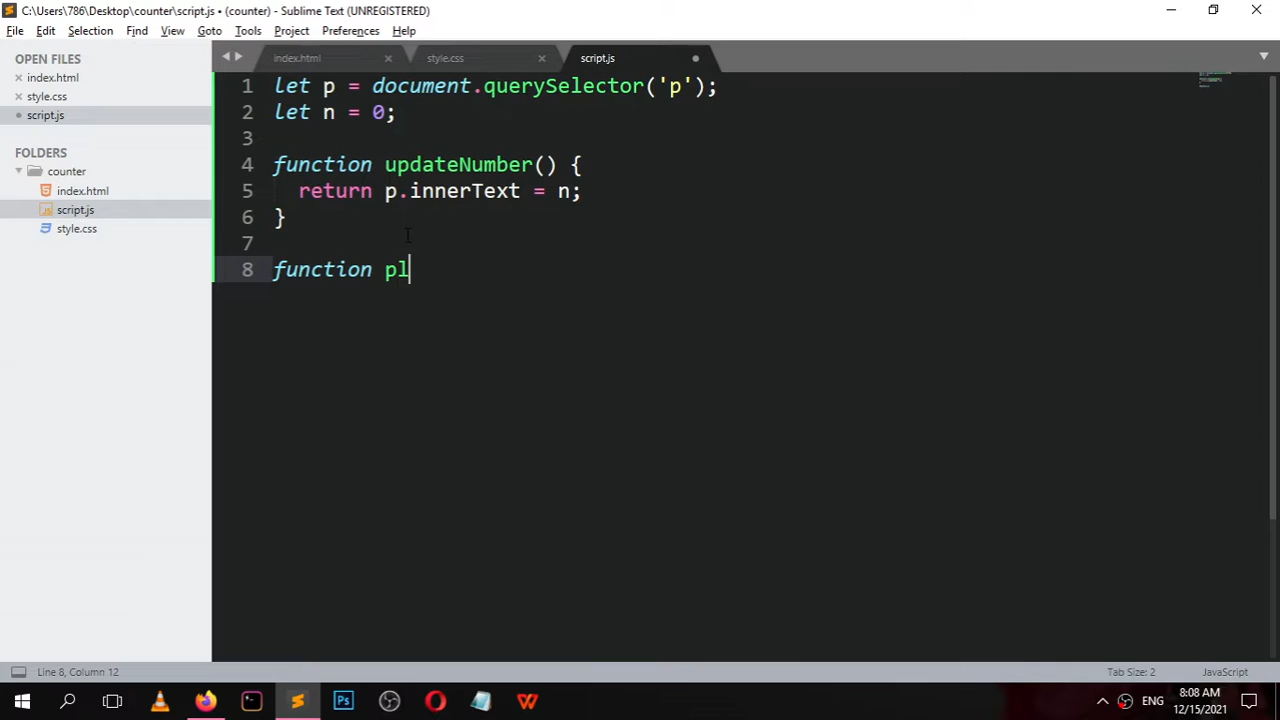 C:\Users\786\Desktop\counter\script.js • (counter) - Sublime Text (UNREGISTERED)
File Edit Selection Find View Goto Tools Project Preferences Help
OPEN FILES
index.html
style.css
script.js
FOLDERS
counter
index.html
script.js
style.css
index.html style.css script.js
1 let p = document.querySelector('p');
2 let n = 0;
3
4 function updateNumber() {
5 return p.innerText = n;
6 }
7
8 function pl
Line 8, Column 12 Tab Size: 2 JavaScript
Ps
ENG 8:08 AM
12/15/2021